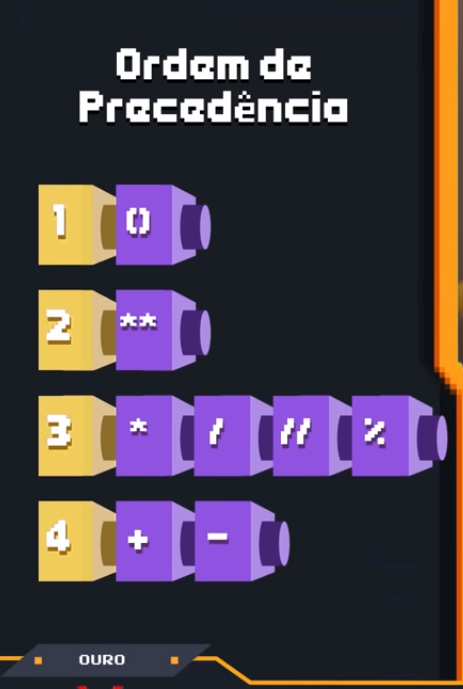 Ordem de
Precedência
1 ()
2 **
3 * / // %
4 + -
OURO